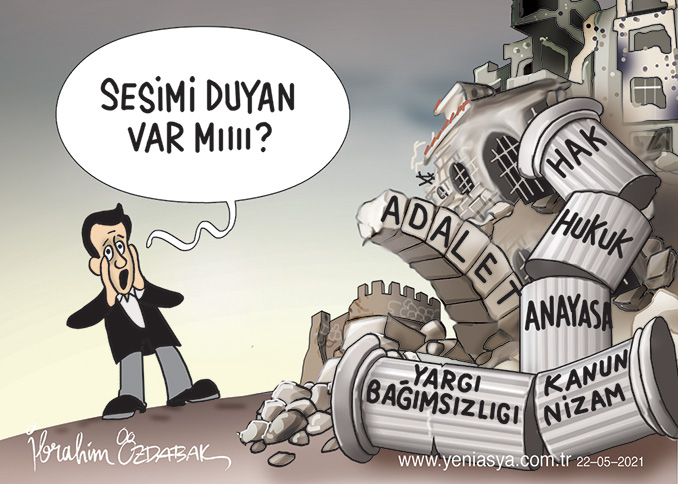 SESİMİ DUYAN
VAR MIIII?
HAK
HUKUK
ADALET
ANAYASA
YARGI
BAĞIMSIZLIGI
KANUN
NİZAM
İbrahim ÖZDABAK
www.yeniasya.com.tr 22-05-2021